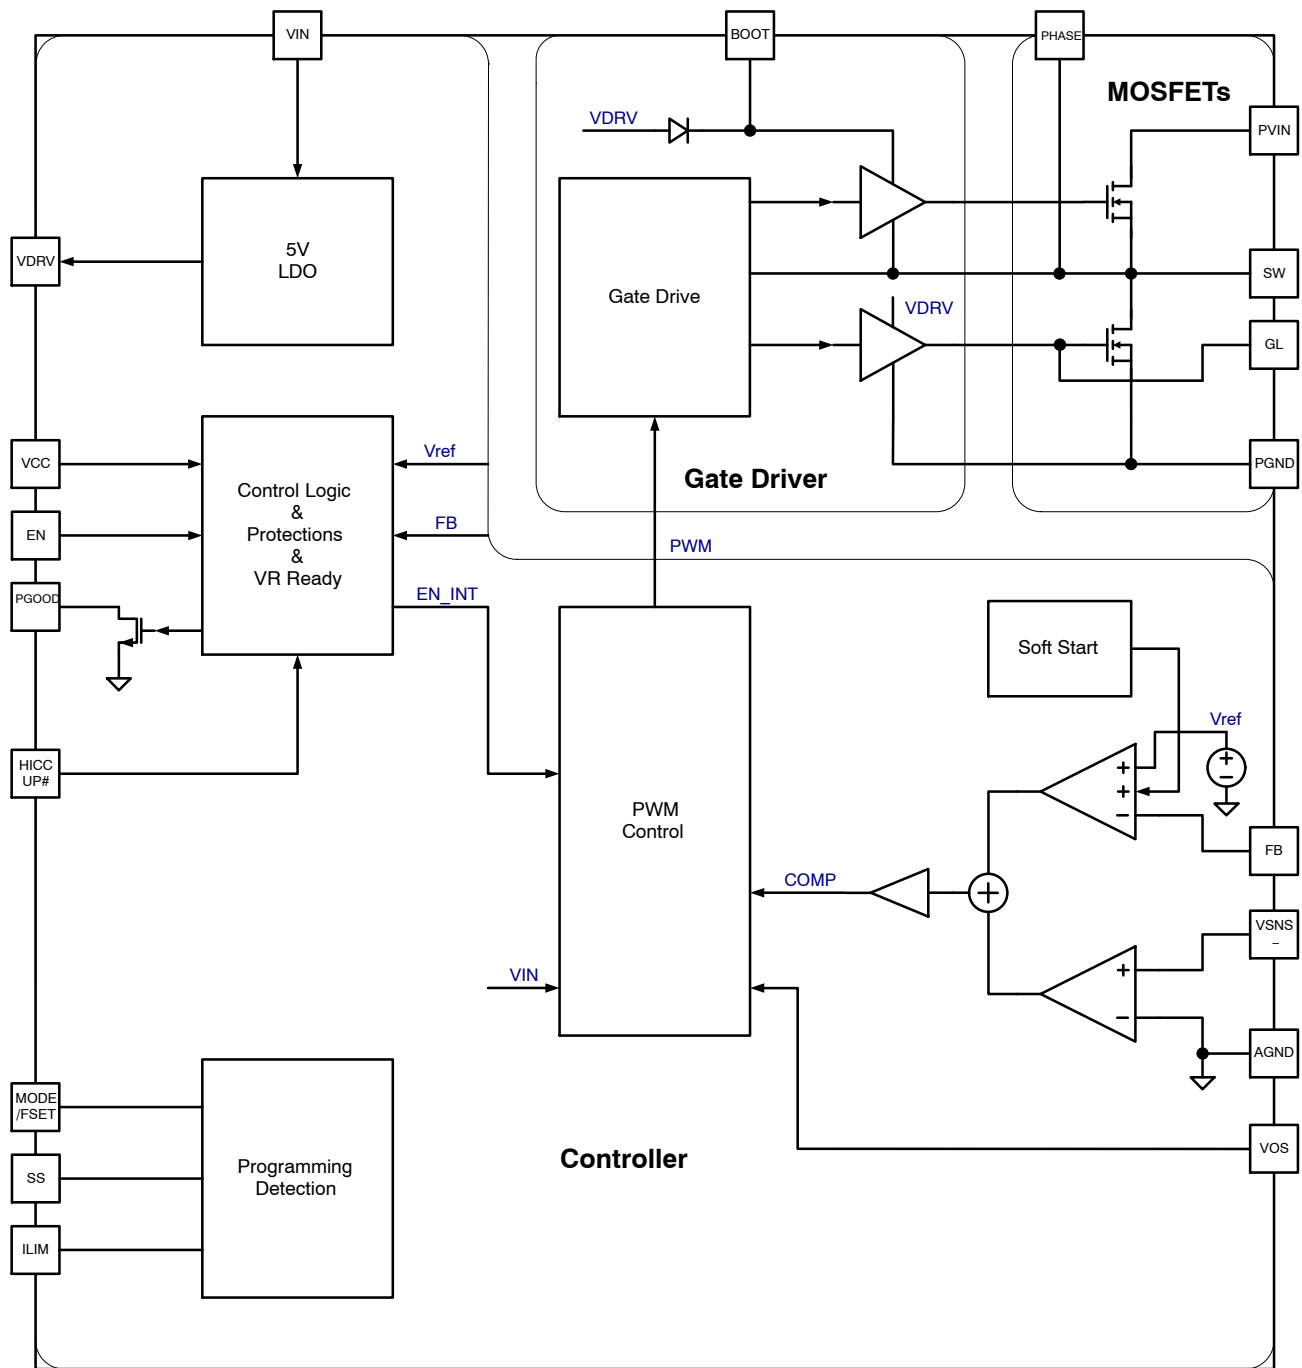 VIN
BOOT
PHASE
MOSFETs
VDRV
PVIN
5V
LDO
VDRV
Gate Drive
SW
VDRV
GL
VCC
Vref
Gate Driver
PGND
Control Logic
&
Protections
&
VR Ready
EN
FB
PWM
EN_INT
PGOOD
Soft Start
Vref
HICC
UP#
+
+
−
+
−
PWM
Control
FB
COMP
+
VSNS
−
VIN
+
−
AGND
MODE
/FSET
SS
ILIM
Programming
Detection
Controller
VOS